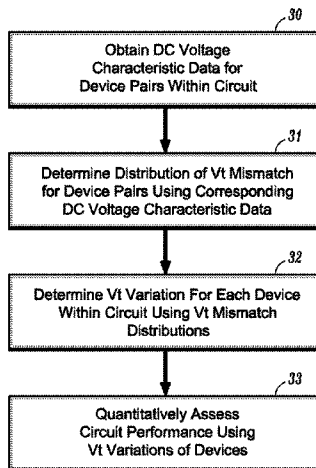 30
Obtain DC Voltage
Characteristic Data for
Device Pairs Within Circuit
31
Determine Distribution of Vt Mismatch
for Device Pairs Using Corresponding
DC Voltage Characteristic Data
32
Determine Vt Variation For Each Device
Within Circuit Using Vt Mismatch
Distributions
33
Quantitatively Assess
Circuit Performance Using
Vt Variations of Devices